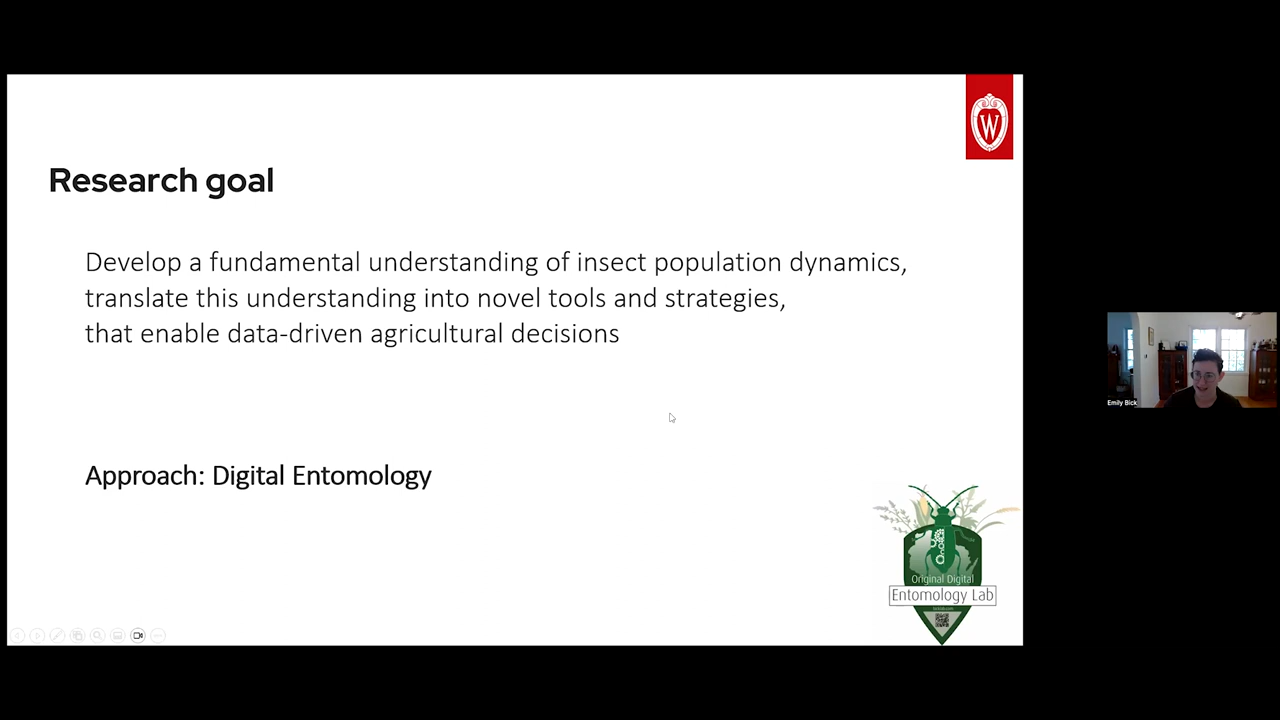 W
Research goal
Develop a fundamental understanding of insect population dynamics,
translate this understanding into novel tools and strategies,
that enable data-driven agricultural decisions
Emily Bick
Approach: Digital Entomology
Original Digital
Entomology Lab